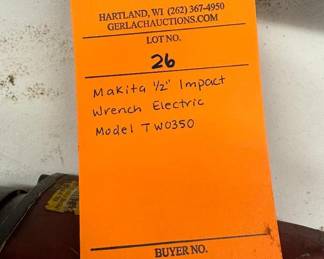 HARTLAND, WI (262) 367-4950
GERLACHAUCTIONS.COM
LOT NO.
26
Makita 1/2" Impact
Wrench Electric
Model TW0350
BUYER NO.